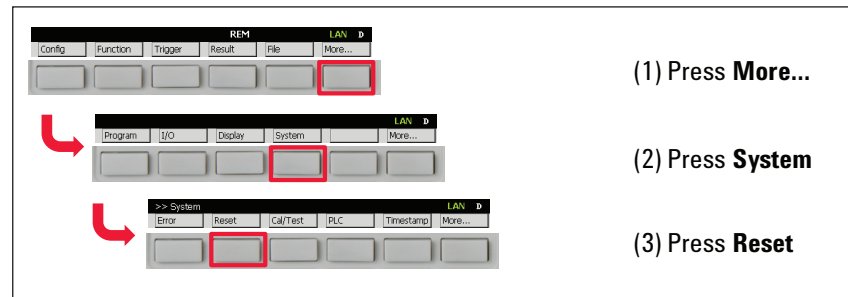 REM LAN D
Config Function Trigger Result File More...
(1) Press More...
LAN D
Program I/O Display System More...
(2) Press System
>> System LAN D
Error Reset Cal/Test PLC Timestamp More...
(3) Press Reset